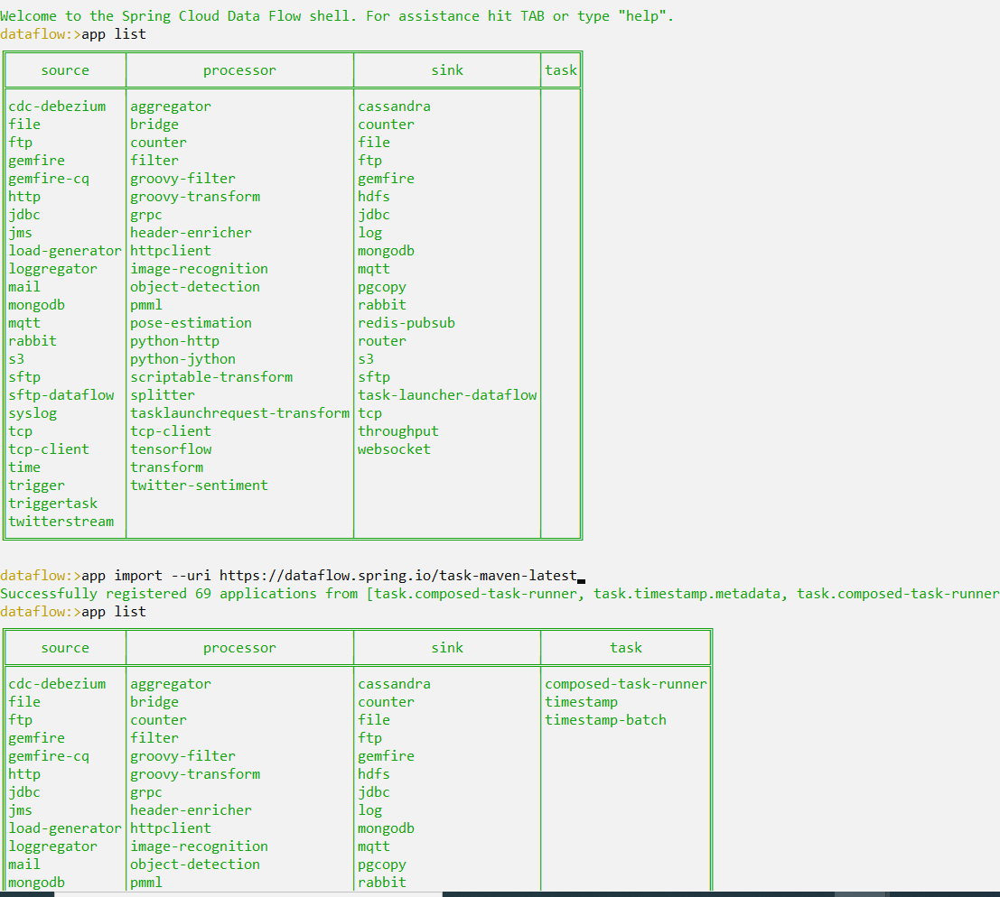 Welcome to the Spring Cloud Data Flow shell. For assistance hit TAB or type "help".
dataflow:>app list
source processor sink task
cdc-debezium aggregator cassandra
file bridge counter
ftp counter file
gemfire filter ftp
gemfire-cq groovy-filter gemfire
http groovy-transform hdfs
jdbc grpc jdbc
jms header-enricher log
load-generator httpclient mongodb
loggregator image-recognition mqtt
mail object-detection pgcopy
mongodb pmml rabbit
mqtt pose-estimation redis-pubsub
rabbit python-http router
s3 python-jython s3
sftp scriptable-transform sftp
sftp-dataflow splitter task-launcher-dataflow
syslog tasklaunchrequest-transform tcp
tcp tcp-client throughput
tcp-client tensorflow websocket
time transform
trigger twitter-sentiment
triggertask
twitterstream
dataflow:>app import --uri https://dataflow.spring.io/task-maven-latest
Successfully registered 69 applications from [task.composed-task-runner, task.timestamp.metadata, task.composed-task-runner
dataflow:>app list
source processor sink task
cdc-debezium aggregator cassandra composed-task-runner
file bridge counter timestamp
ftp counter file timestamp-batch
gemfire filter ftp
gemfire-cq groovy-filter gemfire
http groovy-transform hdfs
jdbc grpc jdbc
jms header-enricher log
load-generator httpclient mongodb
loggregator image-recognition mqtt
mail object-detection pgcopy
mongodb pmml rabbit